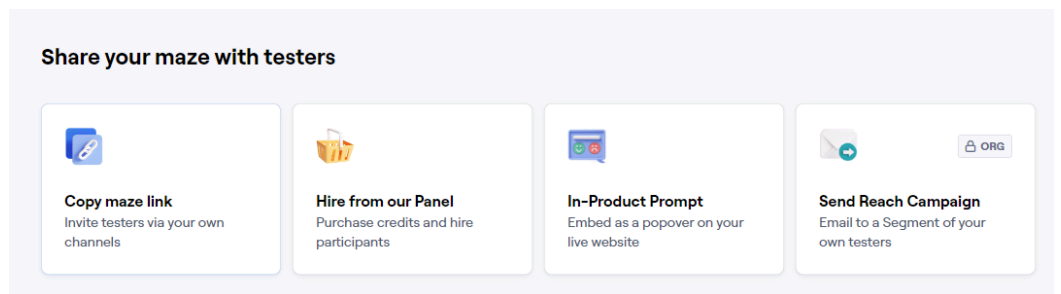 Share your maze with testers
Copy maze link
Invite testers via your own
channels
Hire from our Panel
Purchase credits and hire
participants
In-Product Prompt
Embed as a popover on your
live website
ORG
Send Reach Campaign
Email to a Segment of your
own testers